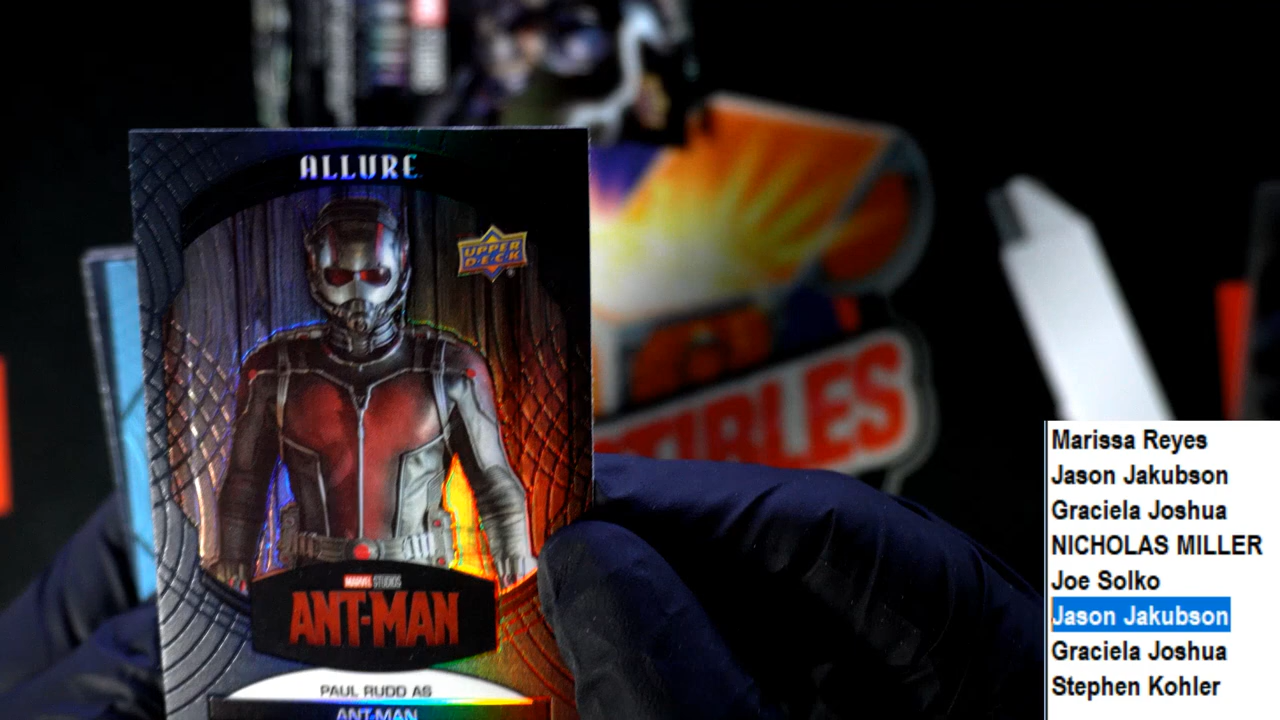 ALLURE
UPPER
D·E·C·K
MARVEL STUDIOS
ANT-MAN
PAUL RUDD AS
ANT-MAN
Marissa Reyes
Jason Jakubson
Graciela Joshua
NICHOLAS MILLER
Joe Solko
Jason Jakubson
Graciela Joshua
Stephen Kohler